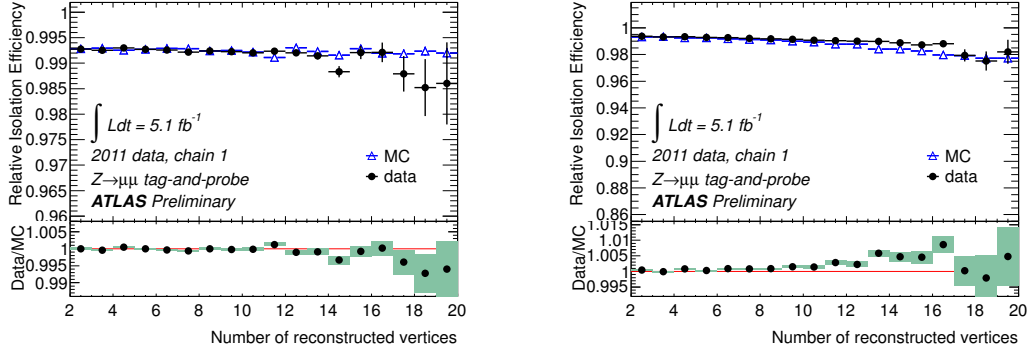 Relative Isolation Efficiency
1
0.995
0.99
0.985
0.98
0.975
0.97
0.965
0.96
∫ Ldt = 5.1 fb⁻¹
2011 data, chain 1
Z→μμ tag-and-probe
ATLAS Preliminary
MC
data
Data/MC
1.005
1
0.995
0.99
2 4 6 8 10 12 14 16 18 20
Number of reconstructed vertices
Relative Isolation Efficiency
1
0.98
0.96
0.94
0.92
0.9
0.88
0.86
∫ Ldt = 5.1 fb⁻¹
2011 data, chain 1
Z→μμ tag-and-probe
ATLAS Preliminary
MC
data
Data/MC
1.015
1.01
1.005
1
0.995
2 4 6 8 10 12 14 16 18 20
Number of reconstructed vertices